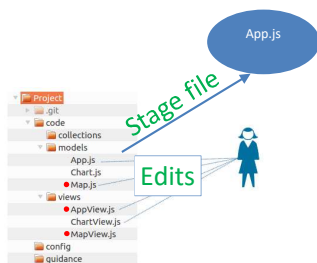 App.js
Stage file
Project
.git
code
collections
models
App.js
Chart.js
Map.js
Edits
views
AppView.js
ChartView.js
MapView.js
config
guidance